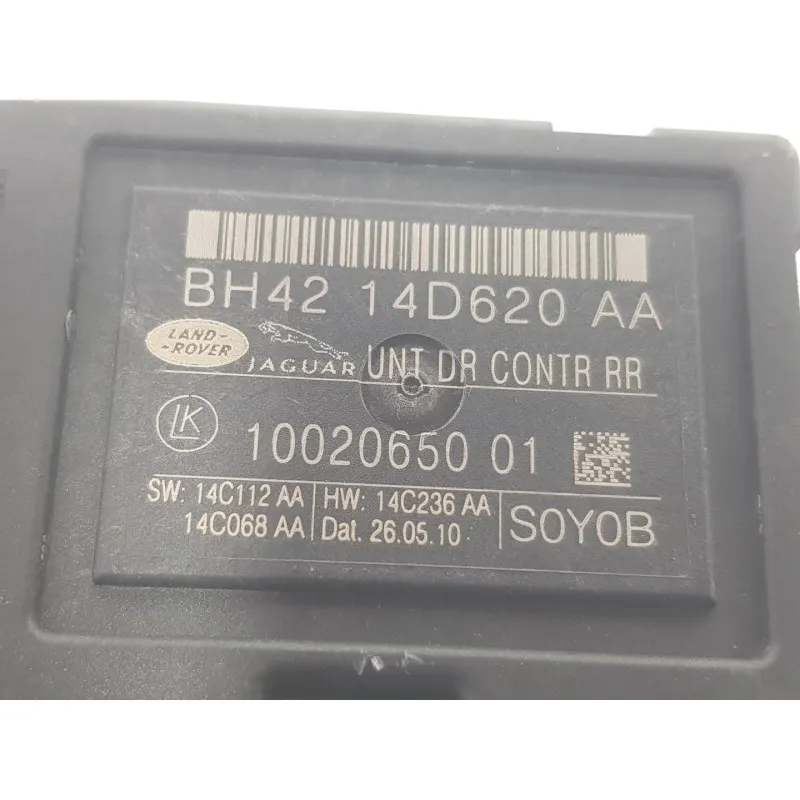 BH42 14D620 AA
LAND-
-ROVER
JAGUAR UNT DR CONTR RR
LK 10020650 01
SW: 14C112 AA HW: 14C236 AA
14C068 AA Dat. 26.05.10 S0Y0B